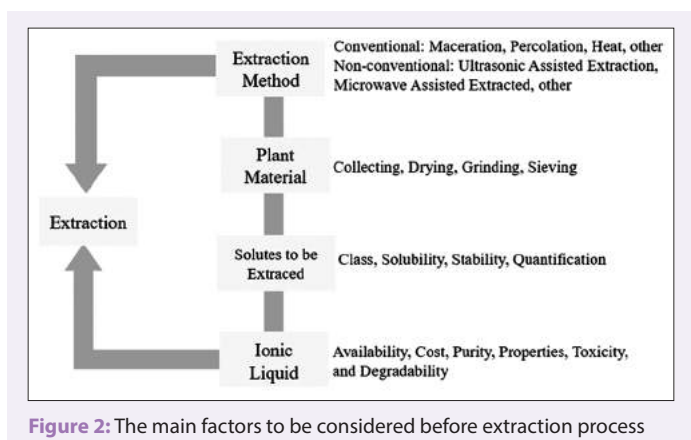 Extraction
Method
Conventional: Maceration, Percolation, Heat, other
Non-conventional: Ultrasonic Assisted Extraction,
Microwave Assisted Extracted, other
Plant
Material
Collecting, Drying, Grinding, Sieving
Extraction
Solutes to be
Extraced
Class, Solubility, Stability, Quantification
Ionic
Liquid
Availability, Cost, Purity, Properties, Toxicity,
and Degradability
Figure 2: The main factors to be considered before extraction process